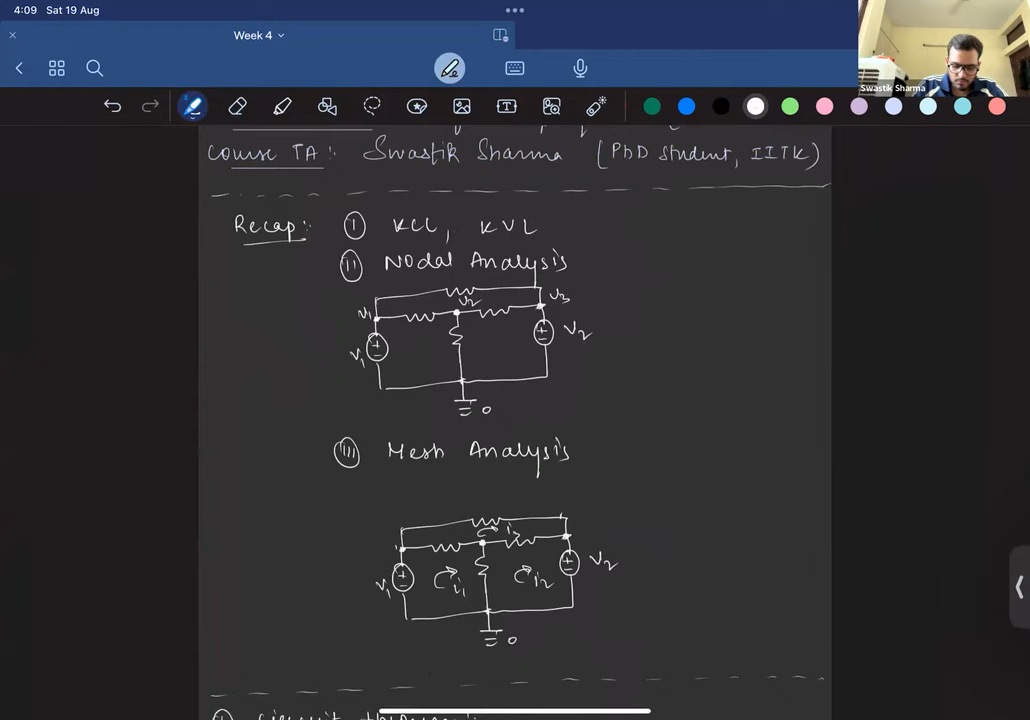 4:09 Sat 19 Aug
Week 4
Swastik Sharma
Course TA: Swastik Sharma (PhD Student, IITK)
Recap: I KCL, KVL
II Nodal Analysis
V1 V2 V3
V1 V2
0
III Mesh Analysis
i3
V1 i1 i2 V2
0